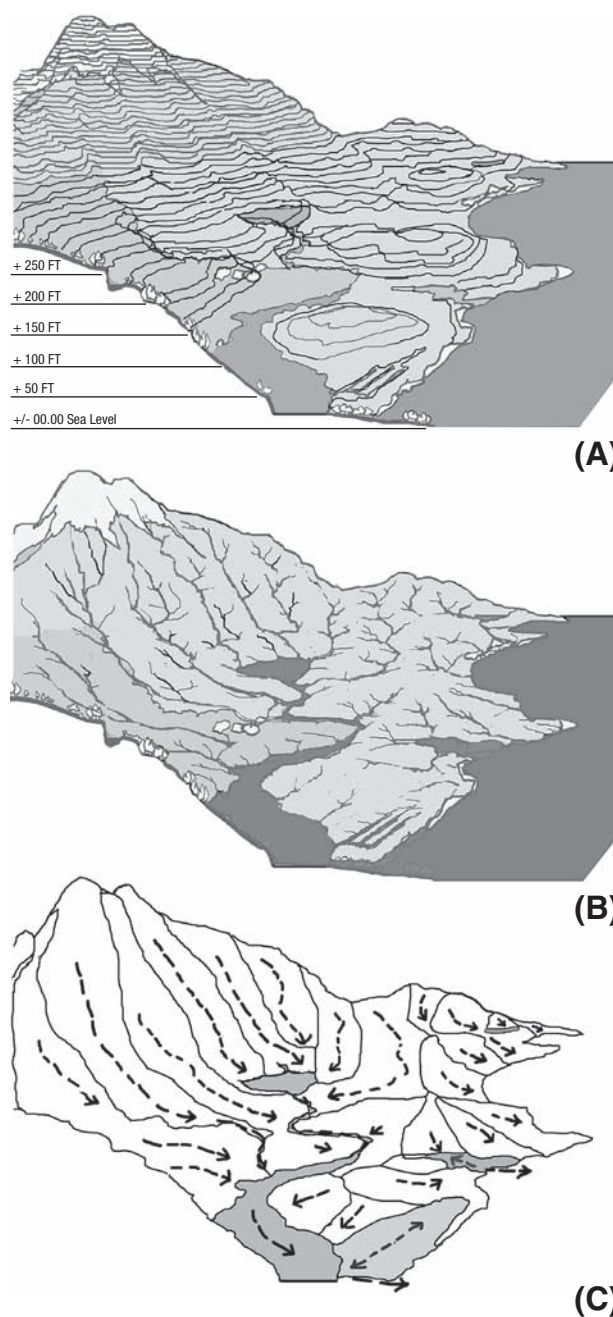 + 250 FT
+ 200 FT
+ 150 FT
+ 100 FT
+ 50 FT
+/- 00.00 Sea Level
(A)
(B)
(C)